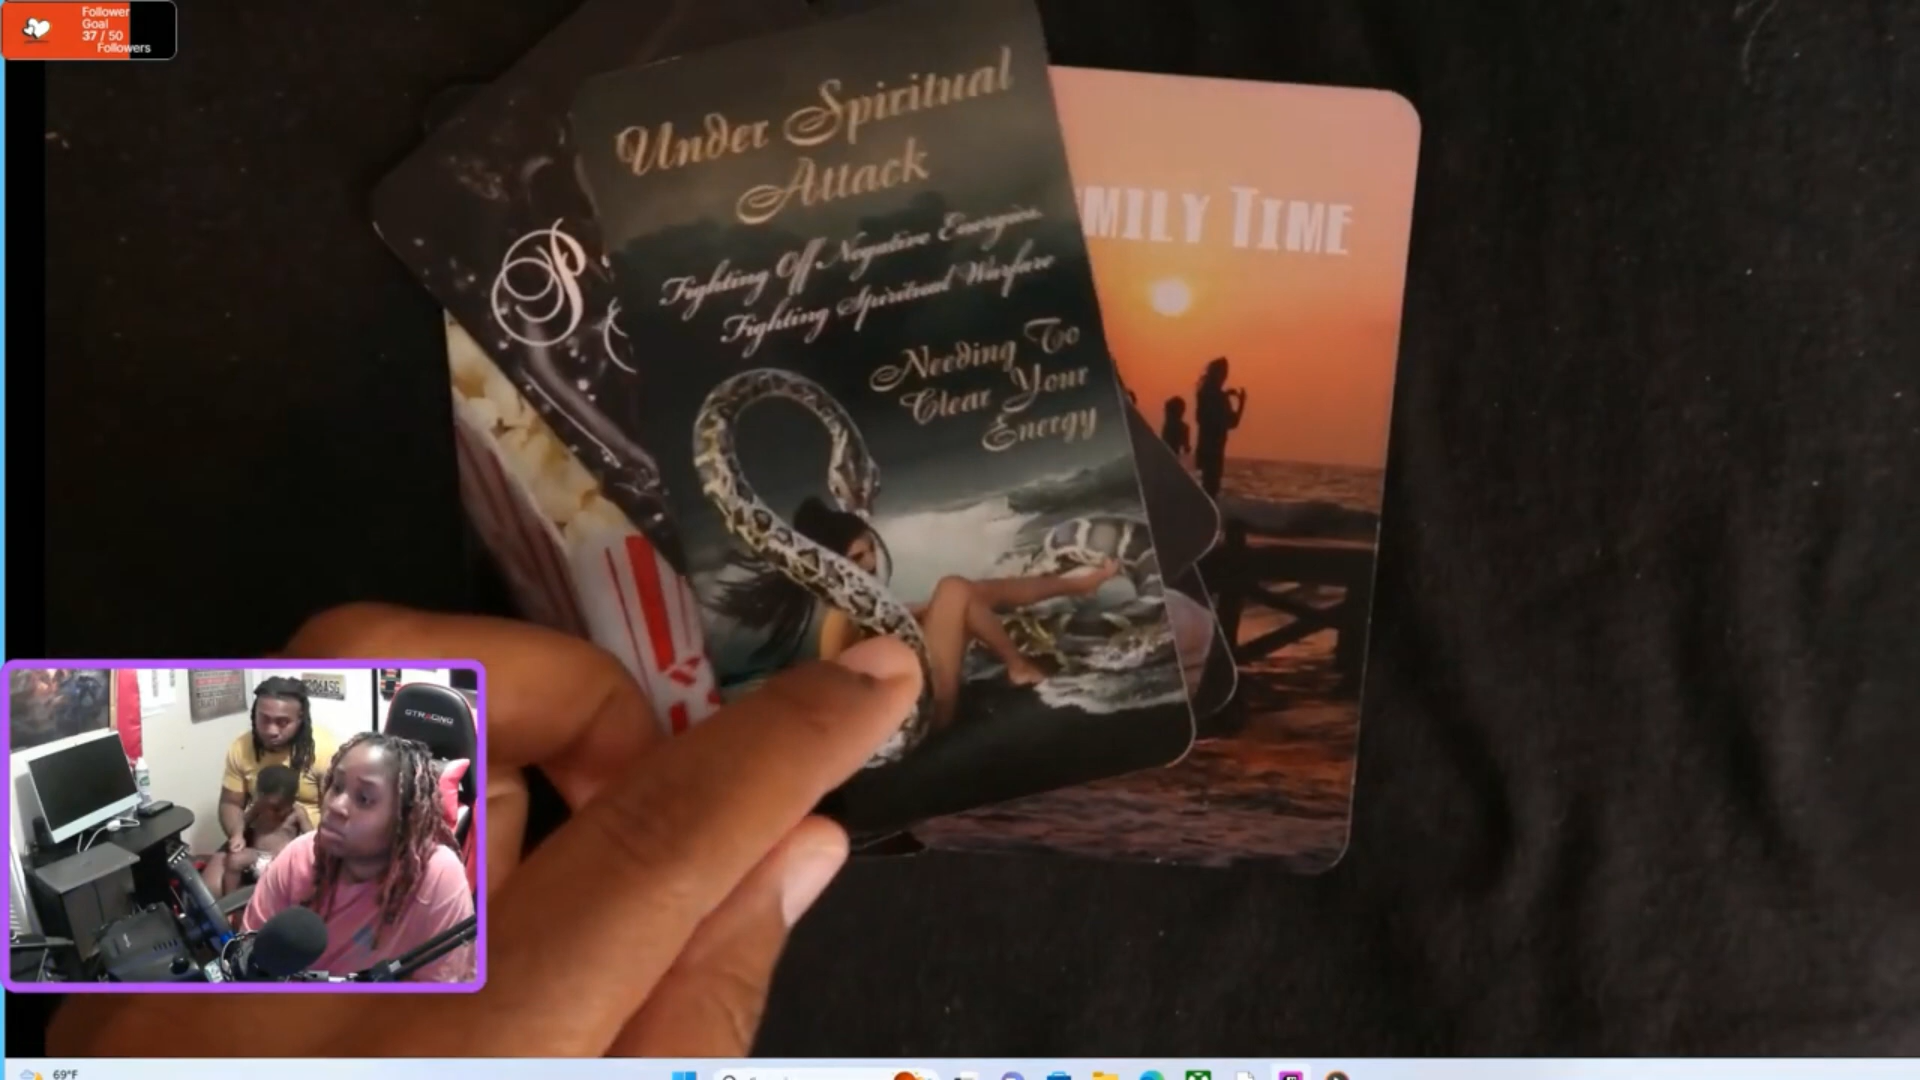 Follower
Goal
37 / 50
Followers
Under Spiritual
Attack
Fighting Off Negative Energies
Fighting Spiritual Warfare
Needing To
Clear Your
Energy
MILY TIME
GTRACING
69°F